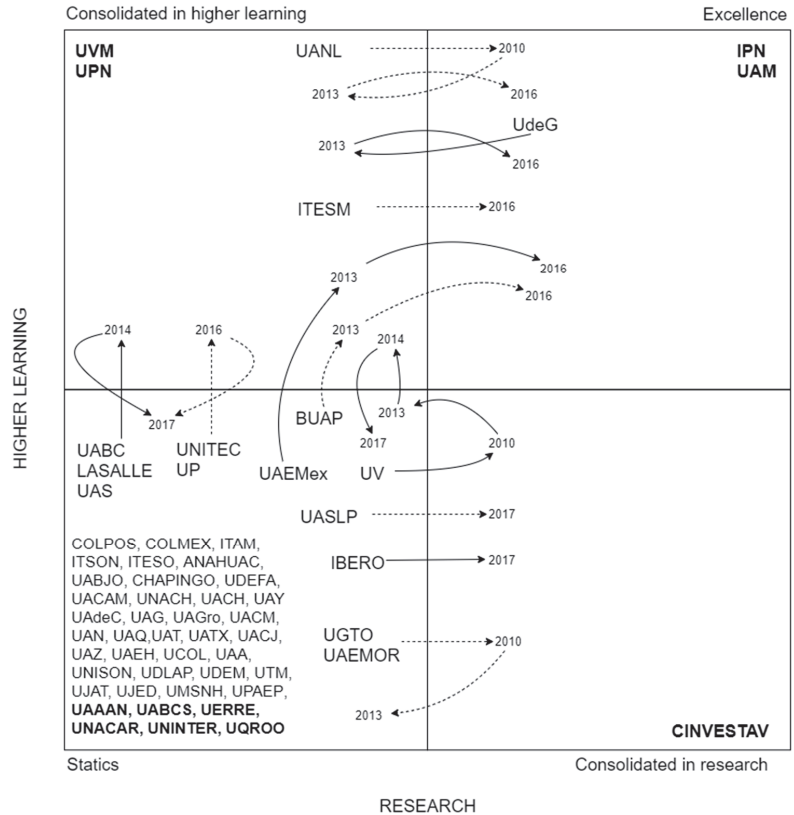 Consolidated in higher learning
Excellence
UVM
UPN
UANL
2010
IPN
UAM
2013
2016
UdeG
2013
2016
ITESM
2016
2013
2016
2016
2014
2016
2013
2014
HIGHER LEARNING
2017
BUAP
2013
2017
2010
UABC
LASALLE
UAS
UNITEC
UP
UAEMex
UV
UASLP
2017
IBERO
2017
COLPOS, COLMEX, ITAM,
ITSON, ITESO, ANAHUAC,
UABJO, CHAPINGO, UDEFA,
UACAM, UNACH, UACH, UAY
UAdeC, UAG, UAGro, UACM,
UAN, UAQ,UAT, UATX, UACJ,
UAZ, UAEH, UCOL, UAA,
UNISON, UDLAP, UDEM, UTM,
UJAT, UJED, UMSNH, UPAEP,
UAAAN, UABCS, UERRE,
UNACAR, UNINTER, UQROO
UGTO
UAEMOR
2010
2013
CINVESTAV
Statics
Consolidated in research
RESEARCH